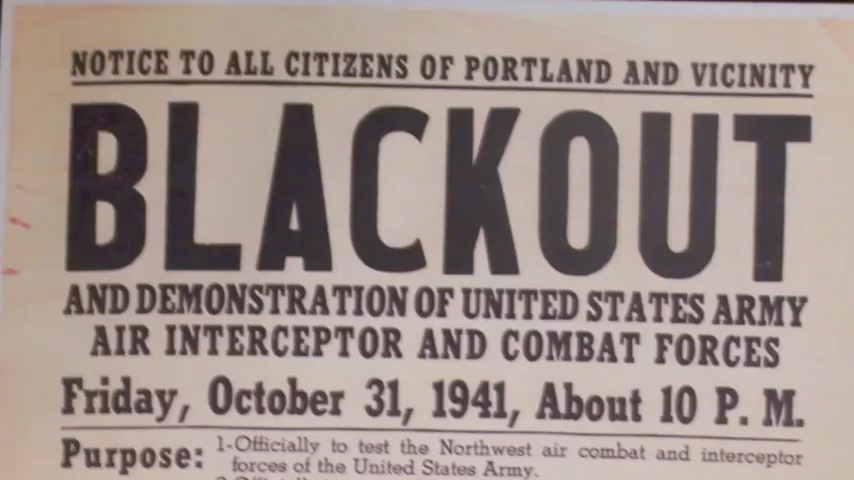 NOTICE TO ALL CITIZENS OF PORTLAND AND VICINITY
BLACKOUT
AND DEMONSTRATION OF UNITED STATES ARMY
AIR INTERCEPTOR AND COMBAT FORCES
Friday, October 31, 1941, About 10 P. M.
Purpose: 1-Officially to test the Northwest air combat and interceptor
forces of the United States Army.